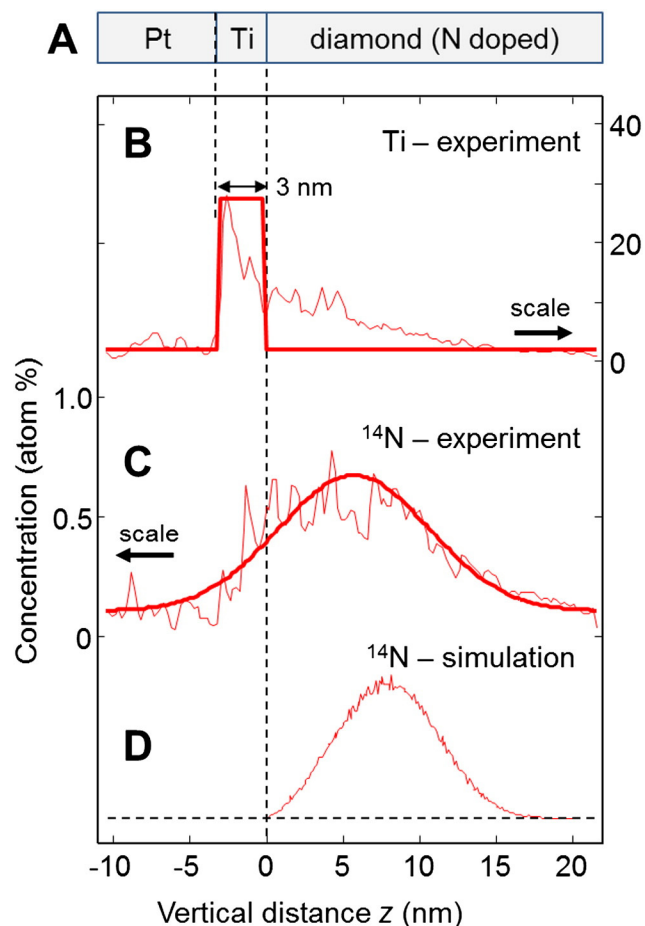 A
Pt
Ti
diamond (N doped)
B
Ti – experiment
40
3 nm
20
scale
0
1.0
¹⁴N – experiment
C
0.5
scale
Concentration (atom %)
0
¹⁴N – simulation
D
-10
-5
0
5
10
15
20
Vertical distance z (nm)